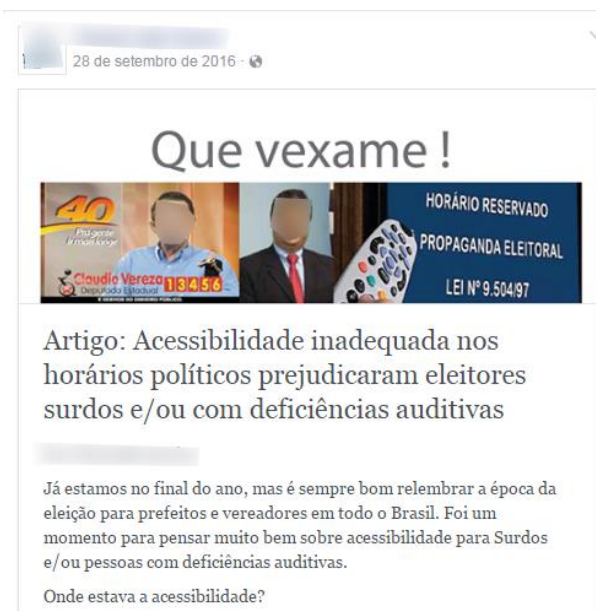 28 de setembro de 2016
Que vexame !
40
Pra gente
ir mais longe
Claudio Vereza 13456
Deputado Estadual
HORÁRIO RESERVADO
PROPAGANDA ELEITORAL
LEI Nº 9.504/97
Artigo: Acessibilidade inadequada nos
horários políticos prejudicaram eleitores
surdos e/ou com deficiências auditivas
Já estamos no final do ano, mas é sempre bom relembrar a época da
eleição para prefeitos e vereadores em todo o Brasil. Foi um
momento para pensar muito bem sobre acessibilidade para Surdos
e/ou pessoas com deficiências auditivas.
Onde estava a acessibilidade?